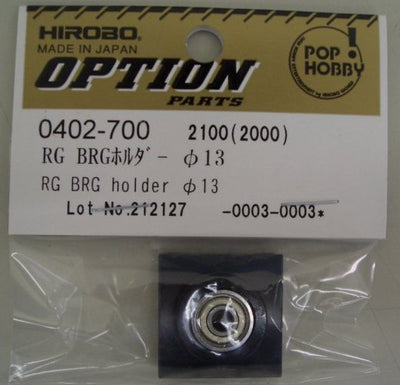 HIROBO
MADE IN JAPAN
OPTION
PARTS
POP
HOBBY
0402-700 2100(2000)
RG BRGホルダｰ φ13
RG BRG holder φ13
Lot No.212127 -0003-0003*